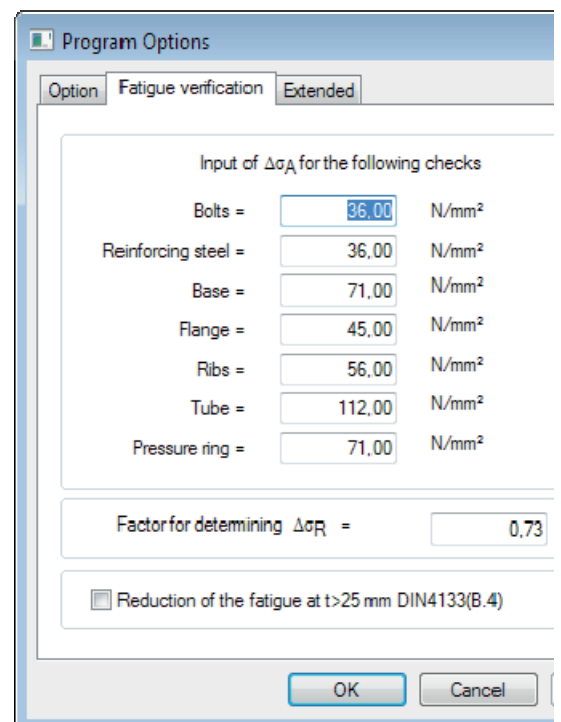 Program Options
Option Fatigue verification Extended
Input of ΔσA for the following checks
Bolts = 36,00 N/mm²
Reinforcing steel = 36,00 N/mm²
Base = 71,00 N/mm²
Flange = 45,00 N/mm²
Ribs = 56,00 N/mm²
Tube = 112,00 N/mm²
Pressure ring = 71,00 N/mm²
Factor for determining ΔσR = 0,73
Reduction of the fatigue at t>25 mm DIN4133(B.4)
OK Cancel